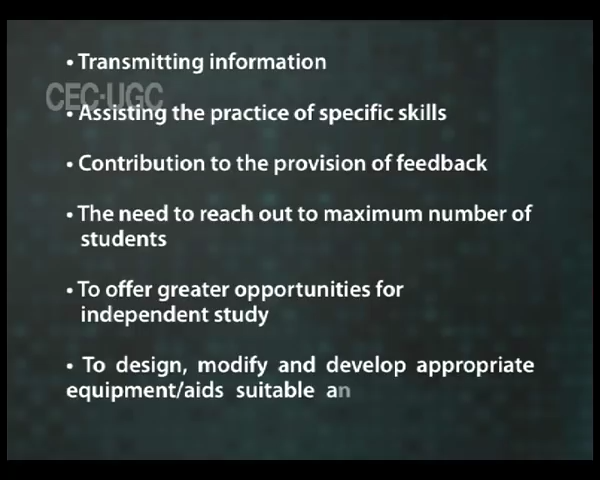 • Transmitting information
CEC-UGC
• Assisting the practice of specific skills
• Contribution to the provision of feedback
• The need to reach out to maximum number of
students
• To offer greater opportunities for
independent study
• To design, modify and develop appropriate
equipment/aids suitable an